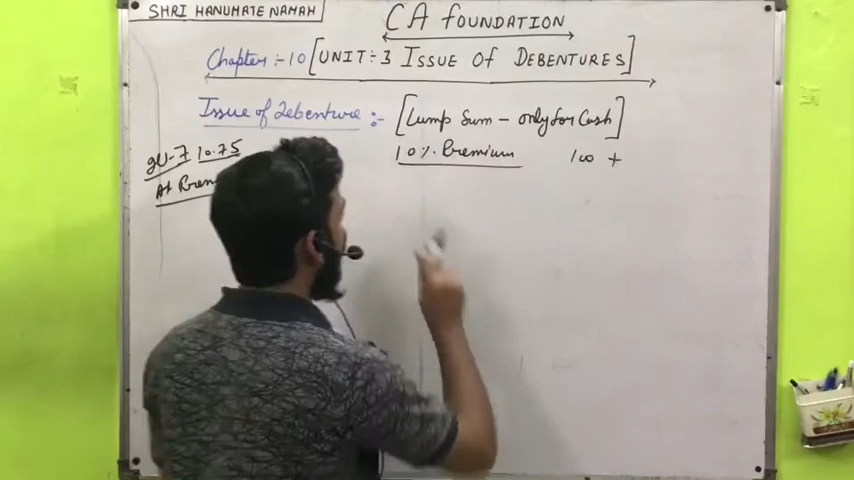 SHRI HANUMATE NAMAH
CA FOUNDATION
Chapter :- 10 [UNIT:- 3 ISSUE OF DEBENTURES]
Issue of Debenture :- [Lump Sum - only for Cash]
10.75
10% Premium 100 +
At